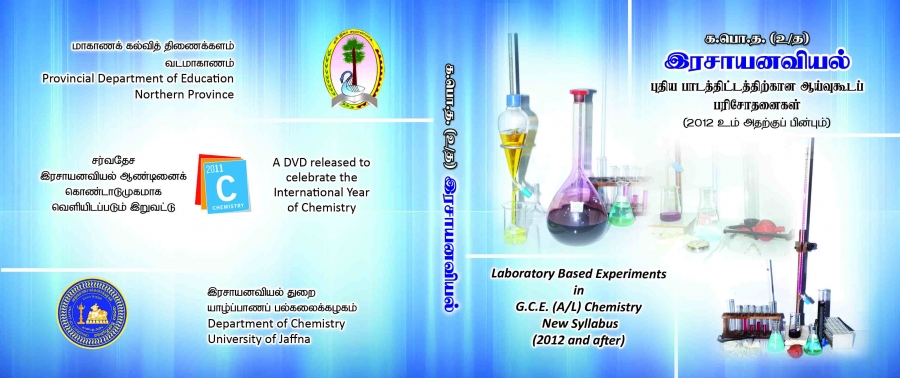 மாகாணக் கல்வித் திணைக்களம்
வடமாகாணம்
Provincial Department of Education
Northern Province
சர்வதேச
இரசாயனவியல் ஆண்டினைக்
கொண்டாடுமுகமாக
வெளியிடப்படும் இறுவட்டு
2011
C
CHEMISTRY
A DVD released to
celebrate the
International Year
of Chemistry
இரசாயனவியல் துறை
யாழ்ப்பாணப் பல்கலைக்கழகம்
Department of Chemistry
University of Jaffna
க.பொ.த. (உ/த) இரசாயனவியல்
க.பொ.த. (உ/த)
இரசாயனவியல்
புதிய பாடத்திட்டத்திற்கான ஆய்வுகூடப்
பரிசோதனைகள்
(2012 உம் அதற்குப் பின்பும்)
Laboratory Based Experiments
in
G.C.E. (A/L) Chemistry
New Syllabus
(2012 and after)